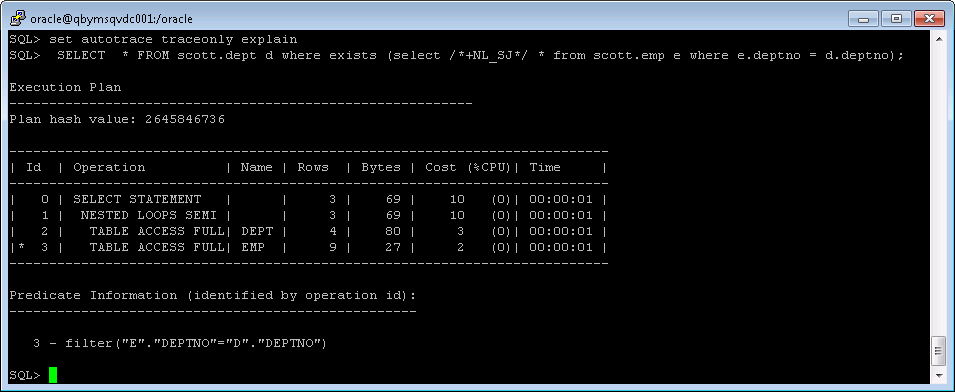 oracle@qbymsqvdc001:/oracle
SQL> set autotrace traceonly explain
SQL>  SELECT  * FROM scott.dept d where exists (select /*+NL_SJ*/ * from scott.emp e where e.deptno = d.deptno);
Execution Plan
----------------------------------------------------------
Plan hash value: 2645846736
---------------------------------------------------------------------------
| Id  | Operation          | Name | Rows  | Bytes | Cost (%CPU)| Time     |
---------------------------------------------------------------------------
|   0 | SELECT STATEMENT   |      |     3 |    69 |    10   (0)| 00:00:01 |
|   1 |  NESTED LOOPS SEMI |      |     3 |    69 |    10   (0)| 00:00:01 |
|   2 |   TABLE ACCESS FULL| DEPT |     4 |    80 |     3   (0)| 00:00:01 |
|*  3 |   TABLE ACCESS FULL| EMP  |     9 |    27 |     2   (0)| 00:00:01 |
---------------------------------------------------------------------------
Predicate Information (identified by operation id):
---------------------------------------------------
   3 - filter("E"."DEPTNO"="D"."DEPTNO")
SQL>